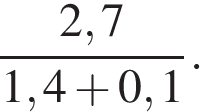 2,7
1,4 + 0,1 .